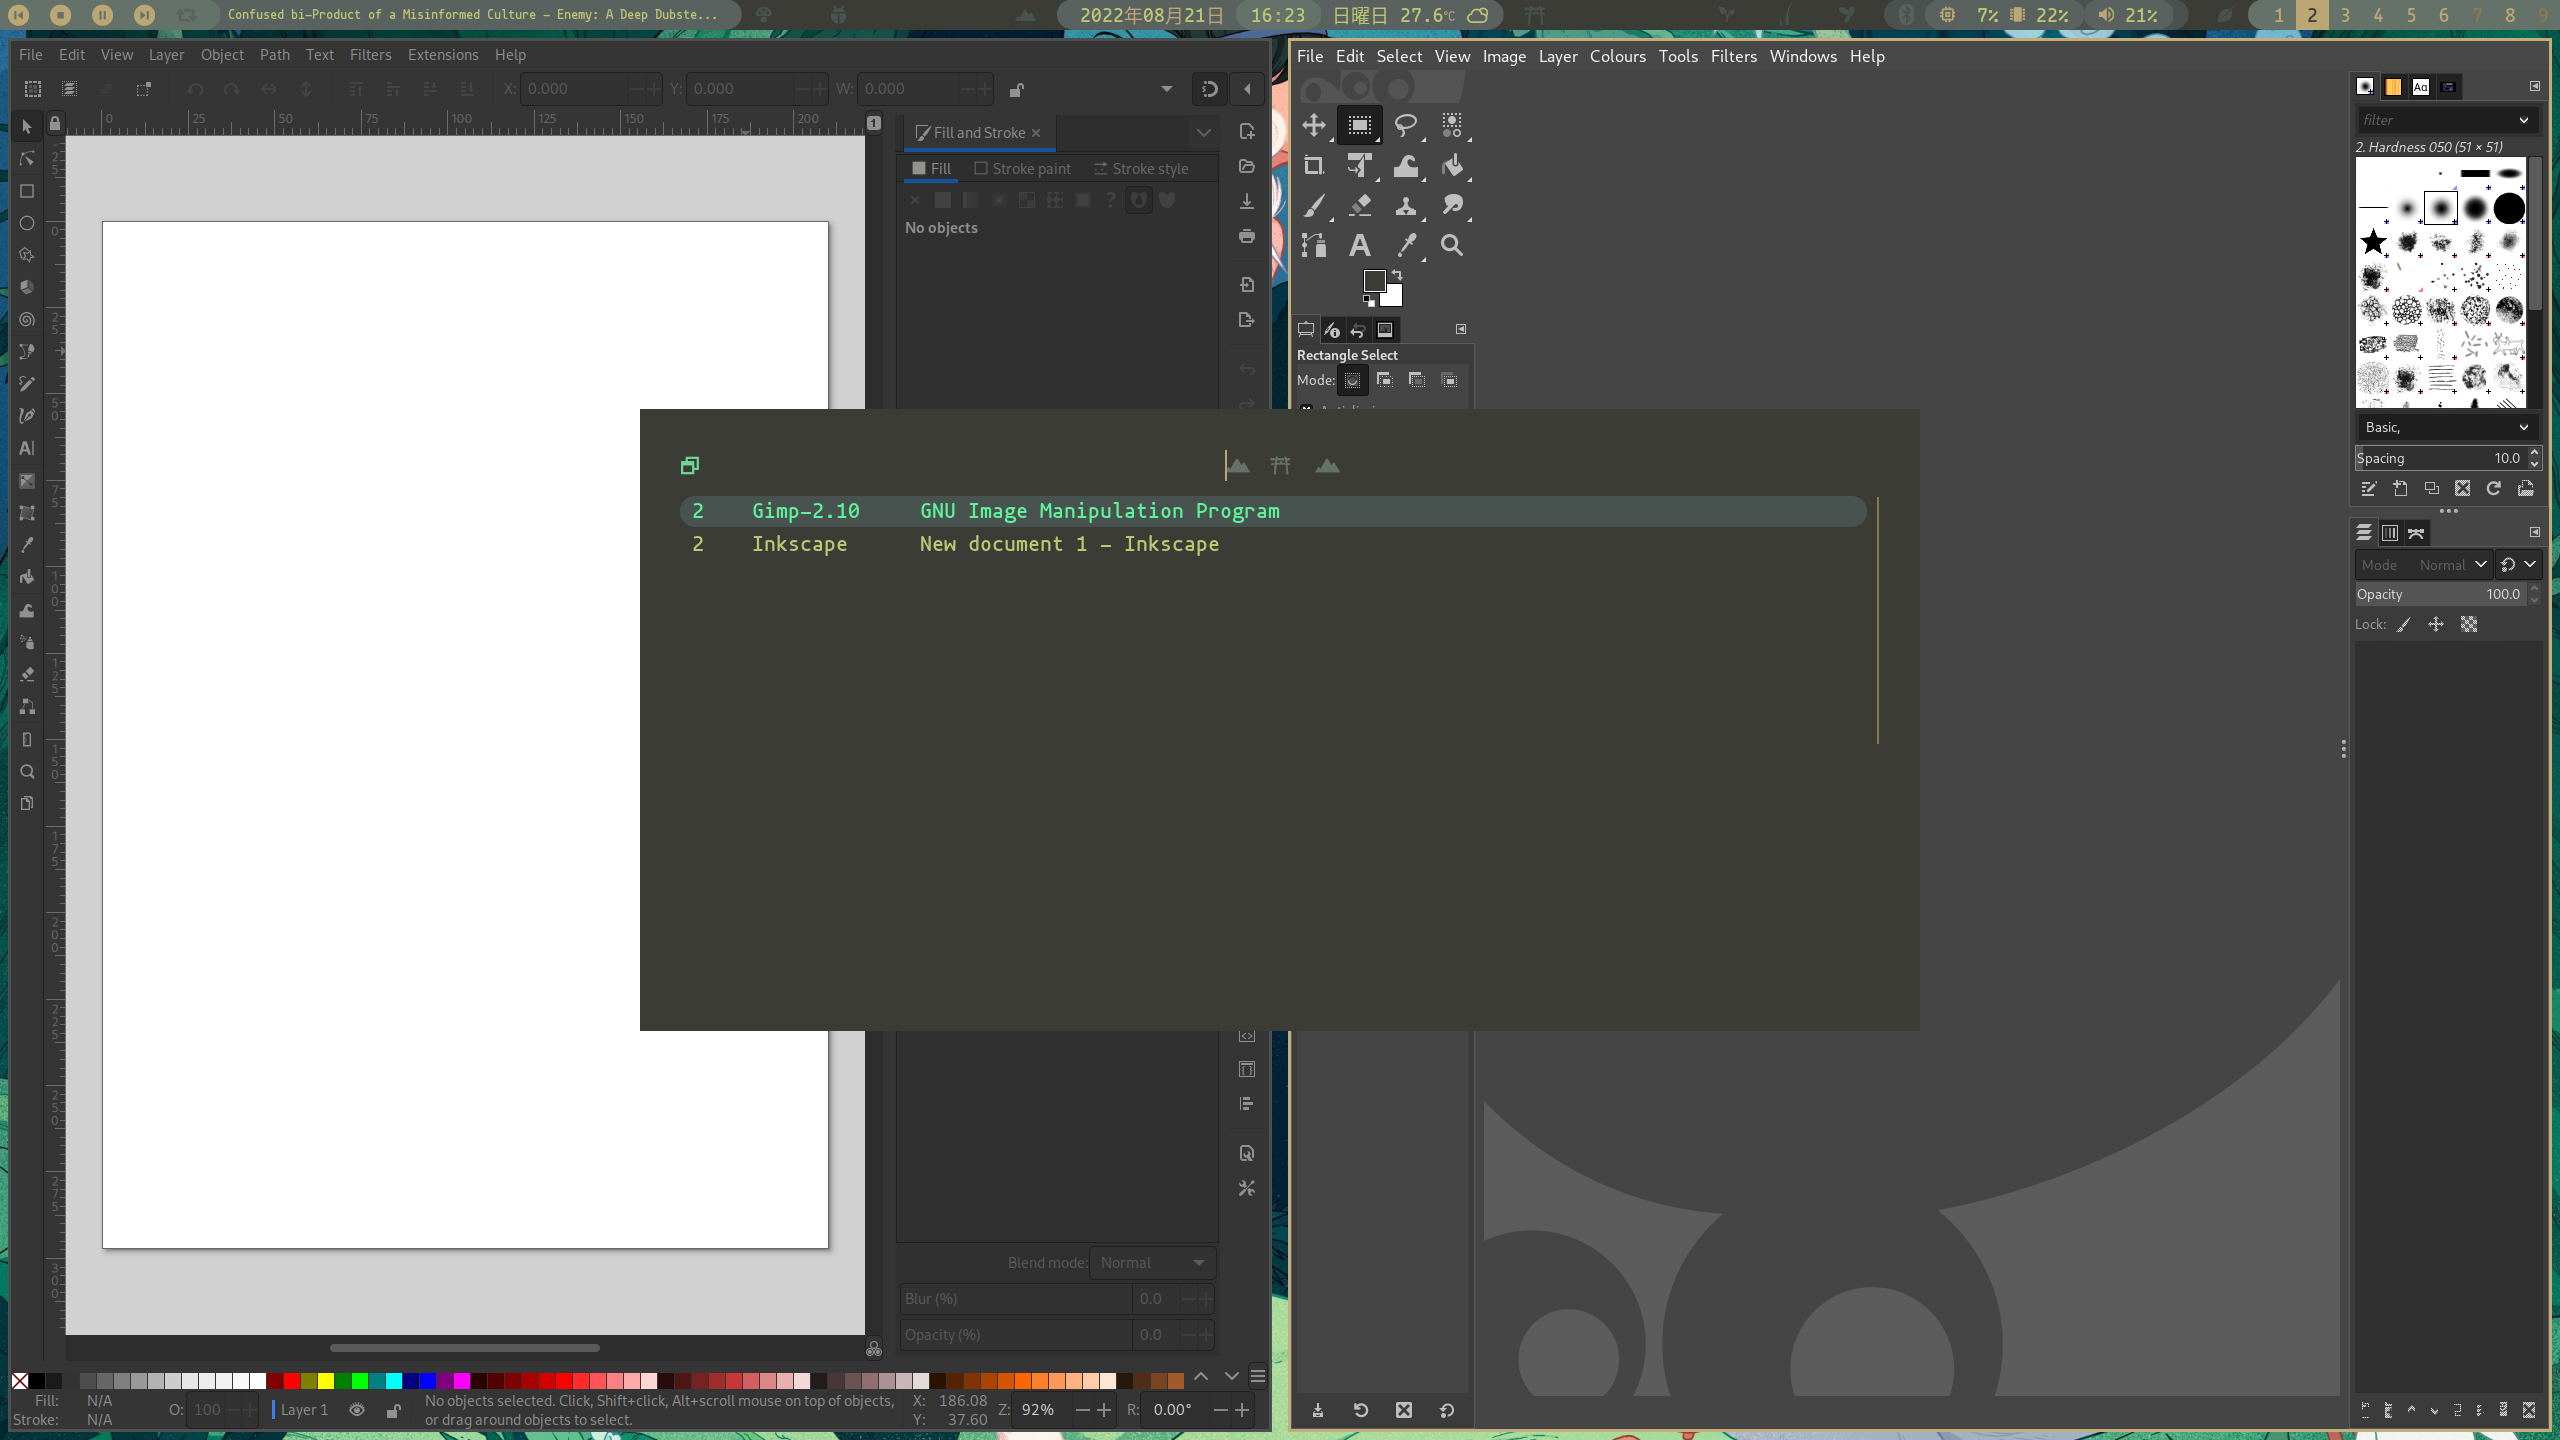 Confused bi-Product of a Misinformed Culture - Enemy: A Deep Dubste...
2022年08月21日 16:23 日曜日 27.6°C
7% 22% 21%
1 2 3 4 5 6 7 8 9
File Edit View Layer Object Path Text Filters Extensions Help
X: 0.000 Y: 0.000 W: 0.000
0 25 50 75 100 125 150 175 200
1
Fill and Stroke
Fill Stroke paint Stroke style
No objects
File Edit Select View Image Layer Colours Tools Filters Windows Help
Rectangle Select
Mode:
filter
2. Hardness 050 (51 × 51)
Basic,
Spacing 10.0
Mode Normal
Opacity 100.0
Lock:
2 Gimp-2.10 GNU Image Manipulation Program
2 Inkscape New document 1 - Inkscape
Blend mode: Normal
Blur (%) 0.0
Opacity (%) 0.0
Fill: N/A
Stroke: N/A
O: 100
Layer 1
No objects selected. Click, Shift+click, Alt+scroll mouse on top of objects,
or drag around objects to select.
X: 186.08
Y: 37.60
Z: 92%
R: 0.00°